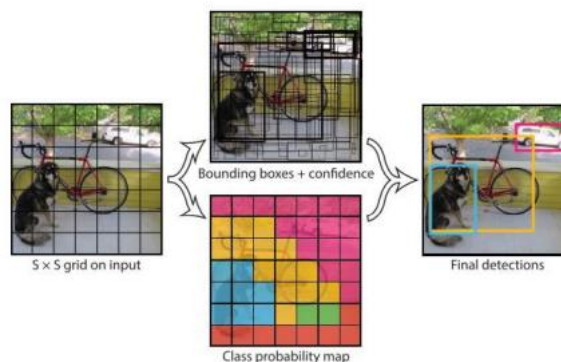 Bounding boxes + confidence
S × S grid on input
Final detections
Class probability map